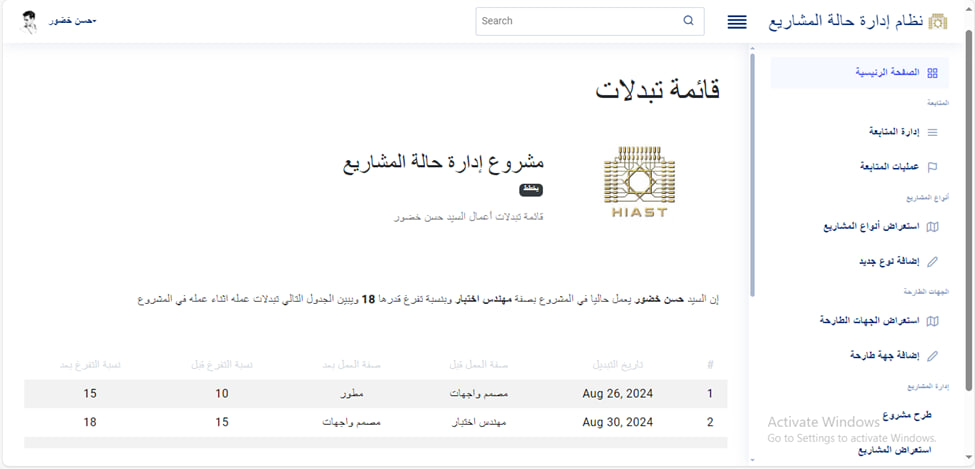 نظام إدارة حالة المشاريع
Search
حسن خضور
الصفحة الرئيسية
المتابعة
إدارة المتابعة
عمليات المتابعة
أنواع المشاريع
استعراض أنواع المشاريع
إضافة نوع جديد
الجهات الطارحة
استعراض الجهات الطارحة
إضافة جهة طارحة
إدارة المشاريع
طرح مشروع
استعراض المشاريع
قائمة تبدلات
HIAST
مشروع إدارة حالة المشاريع
يخطط
قائمة تبدلات أعمال السيد حسن خضور
إن السيد حسن خضور يعمل حاليا في المشروع بصفة مهندس اختبار وبنسبة تفرغ قدرها 18 ويبين الجدول التالي تبدلات عمله اثناء عمله في المشروع
# تاريخ التبديل صفة العمل قبل صفة العمل بعد نسبة التفرغ قبل نسبة التفرغ بعد
1 Aug 26, 2024 مصمم واجهات مطور 10 15
2 Aug 30, 2024 مهندس اختبار مصمم واجهات 15 18
Activate Windows
Go to Settings to activate Windows.